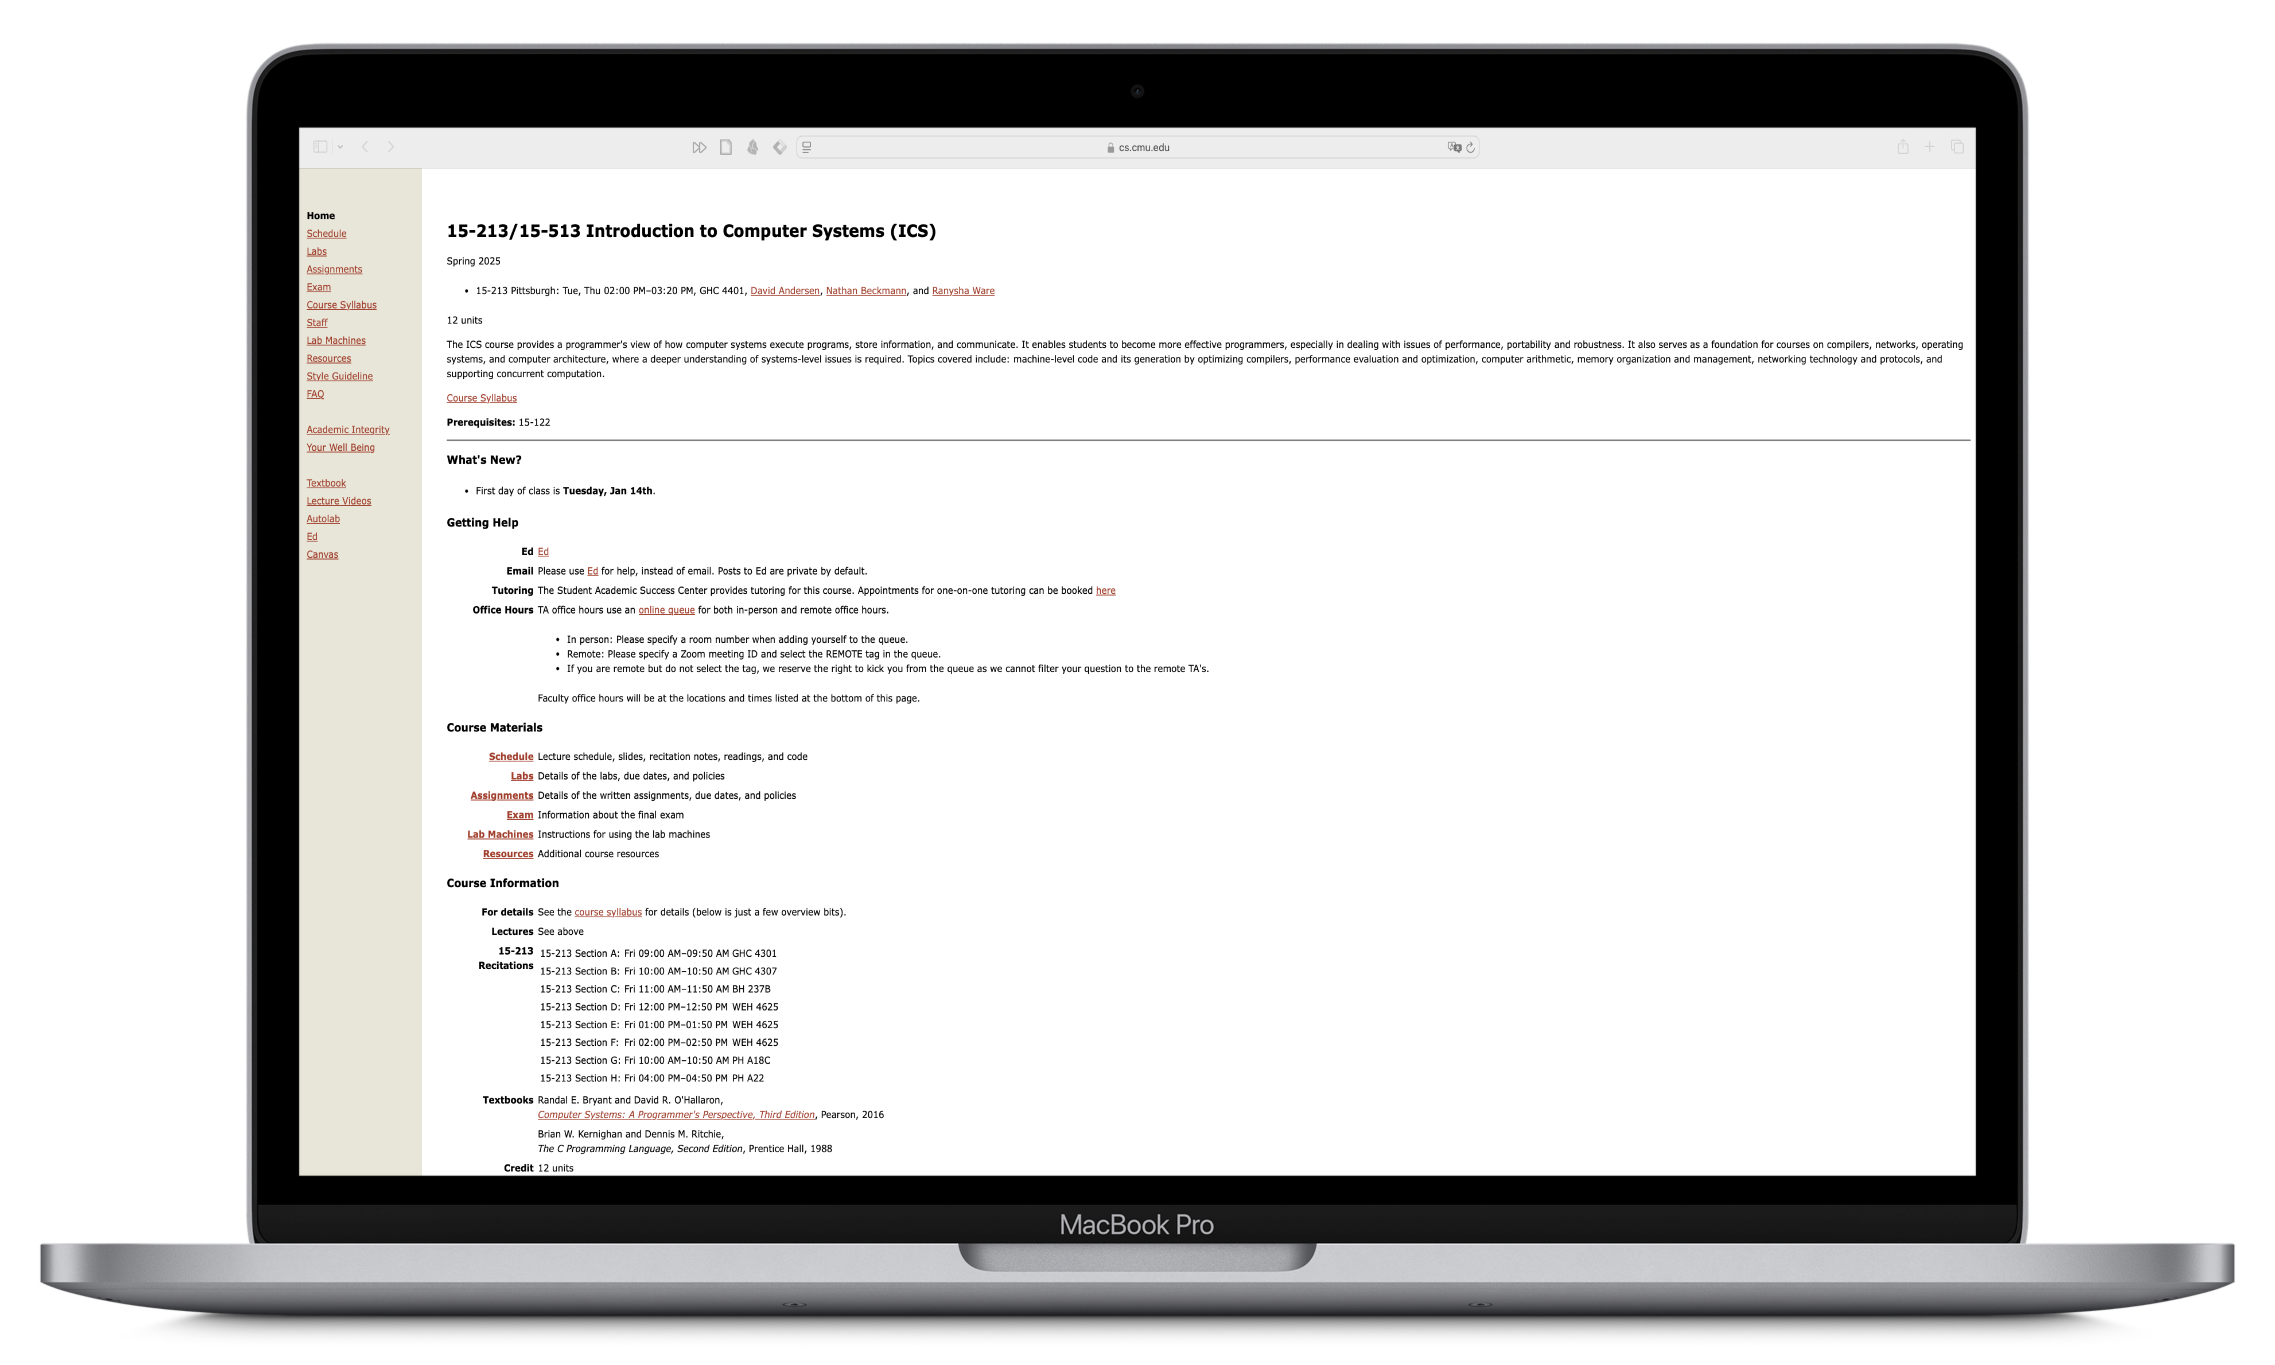 cs.cmu.edu
Home
Schedule
Labs
Assignments
Exam
Course Syllabus
Staff
Lab Machines
Resources
Style Guideline
FAQ
Academic Integrity
Your Well Being
Textbook
Lecture Videos
Autolab
Ed
Canvas
15-213/15-513 Introduction to Computer Systems (ICS)
Spring 2025
• 15-213 Pittsburgh: Tue, Thu 02:00 PM–03:20 PM, GHC 4401, David Andersen, Nathan Beckmann, and Ranysha Ware
12 units
The ICS course provides a programmer's view of how computer systems execute programs, store information, and communicate. It enables students to become more effective programmers, especially in dealing with issues of performance, portability and robustness. It also serves as a foundation for courses on compilers, networks, operating
systems, and computer architecture, where a deeper understanding of systems-level issues is required. Topics covered include: machine-level code and its generation by optimizing compilers, performance evaluation and optimization, computer arithmetic, memory organization and management, networking technology and protocols, and
supporting concurrent computation.
Course Syllabus
Prerequisites: 15-122
What's New?
• First day of class is Tuesday, Jan 14th.
Getting Help
Ed Ed
Email Please use Ed for help, instead of email. Posts to Ed are private by default.
Tutoring The Student Academic Success Center provides tutoring for this course. Appointments for one-on-one tutoring can be booked here
Office Hours TA office hours use an online queue for both in-person and remote office hours.
• In person: Please specify a room number when adding yourself to the queue.
• Remote: Please specify a Zoom meeting ID and select the REMOTE tag in the queue.
• If you are remote but do not select the tag, we reserve the right to kick you from the queue as we cannot filter your question to the remote TA's.
Faculty office hours will be at the locations and times listed at the bottom of this page.
Course Materials
Schedule Lecture schedule, slides, recitation notes, readings, and code
Labs Details of the labs, due dates, and policies
Assignments Details of the written assignments, due dates, and policies
Exam Information about the final exam
Lab Machines Instructions for using the lab machines
Resources Additional course resources
Course Information
For details See the course syllabus for details (below is just a few overview bits).
Lectures See above
15-213
Recitations
15-213 Section A: Fri 09:00 AM–09:50 AM GHC 4301
15-213 Section B: Fri 10:00 AM–10:50 AM GHC 4307
15-213 Section C: Fri 11:00 AM–11:50 AM BH 237B
15-213 Section D: Fri 12:00 PM–12:50 PM WEH 4625
15-213 Section E: Fri 01:00 PM–01:50 PM WEH 4625
15-213 Section F: Fri 02:00 PM–02:50 PM WEH 4625
15-213 Section G: Fri 10:00 AM–10:50 AM PH A18C
15-213 Section H: Fri 04:00 PM–04:50 PM PH A22
Textbooks Randal E. Bryant and David R. O'Hallaron,
Computer Systems: A Programmer's Perspective, Third Edition, Pearson, 2016
Brian W. Kernighan and Dennis M. Ritchie,
The C Programming Language, Second Edition, Prentice Hall, 1988
Credit 12 units
MacBook Pro